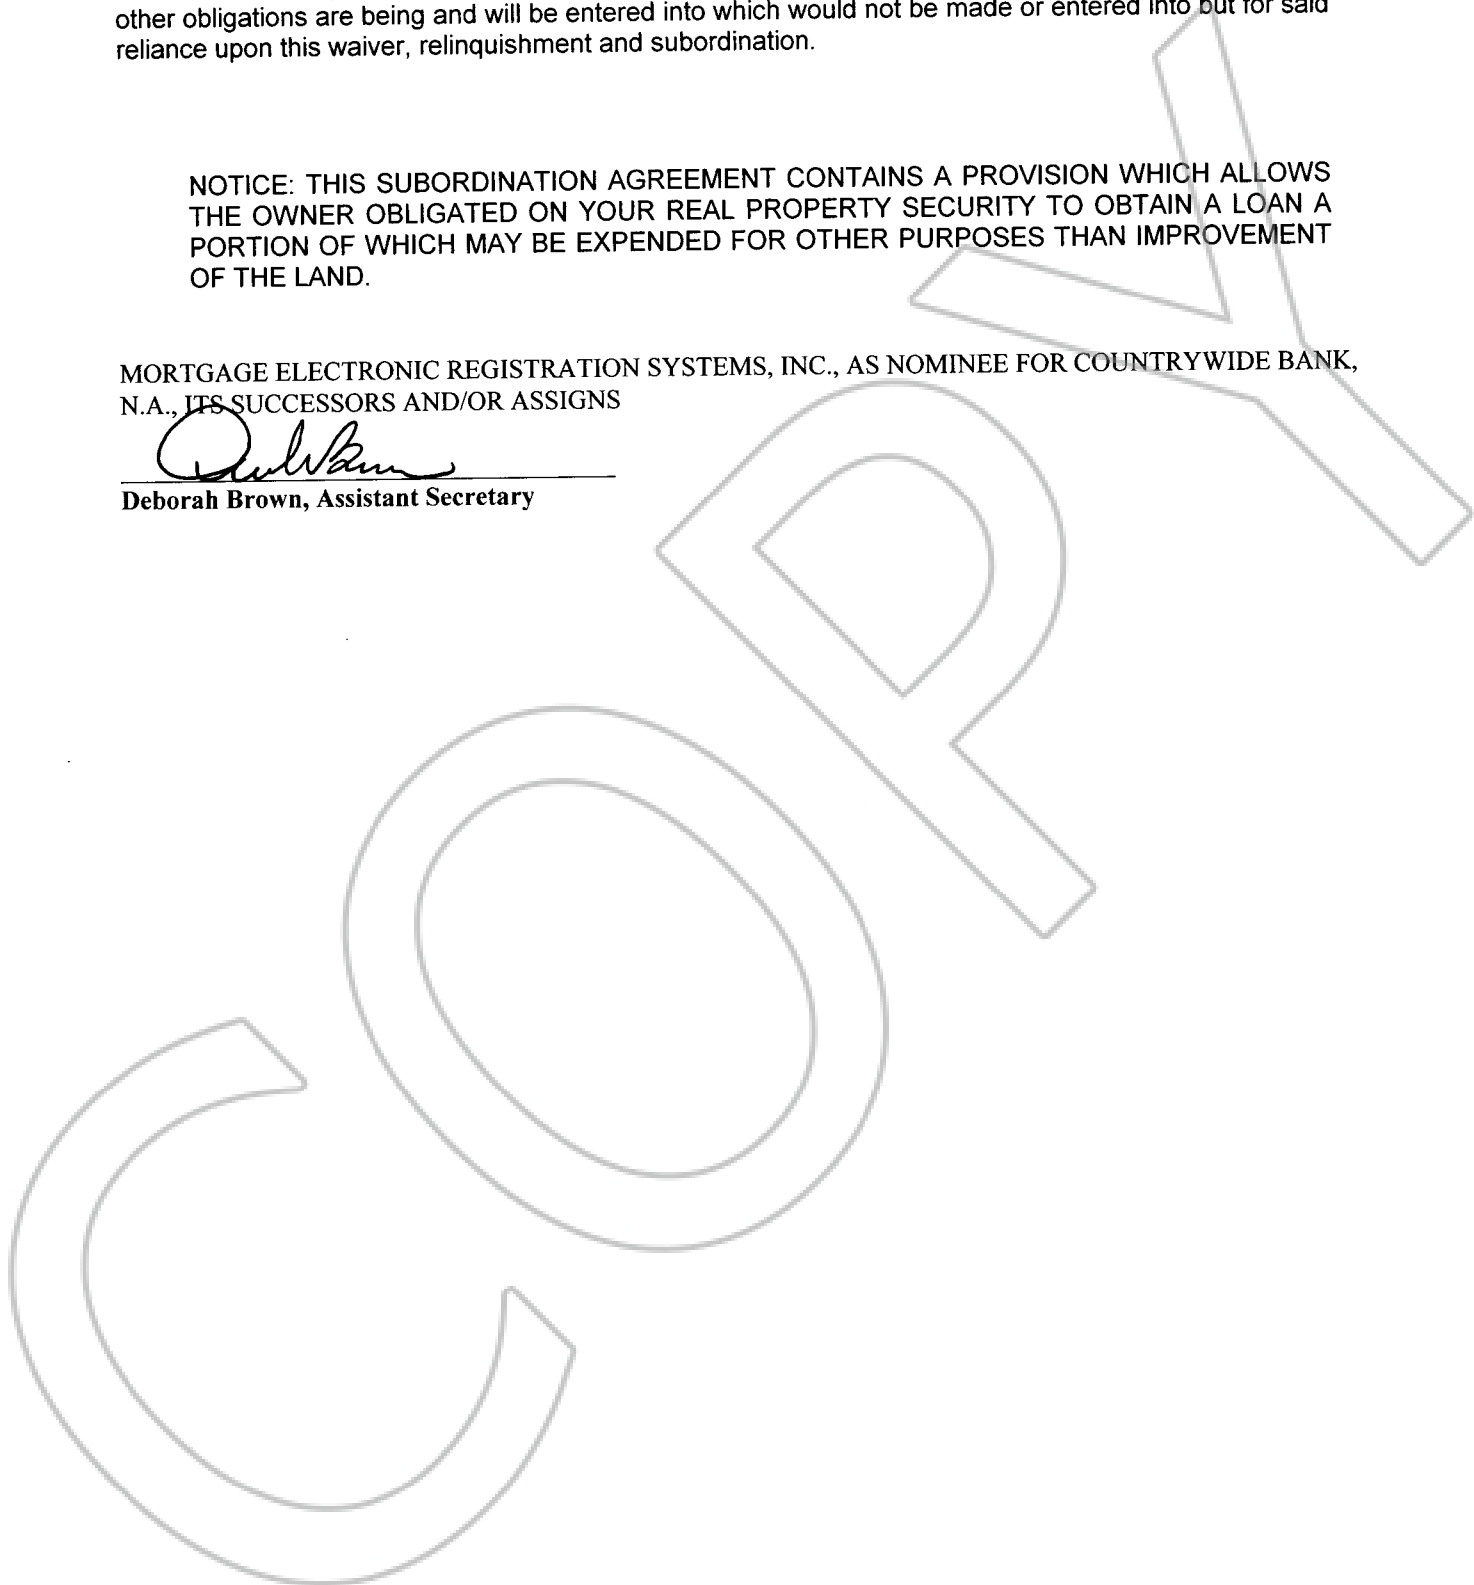 other obligations are being and will be entered into which would not be made or entered into but for said
reliance upon this waiver, relinquishment and subordination.
NOTICE: THIS SUBORDINATION AGREEMENT CONTAINS A PROVISION WHICH ALLOWS
THE OWNER OBLIGATED ON YOUR REAL PROPERTY SECURITY TO OBTAIN A LOAN A
PORTION OF WHICH MAY BE EXPENDED FOR OTHER PURPOSES THAN IMPROVEMENT
OF THE LAND.
MORTGAGE ELECTRONIC REGISTRATION SYSTEMS, INC., AS NOMINEE FOR COUNTRYWIDE BANK,
N.A., ITS SUCCESSORS AND/OR ASSIGNS
Deborah Brown, Assistant Secretary
COPY